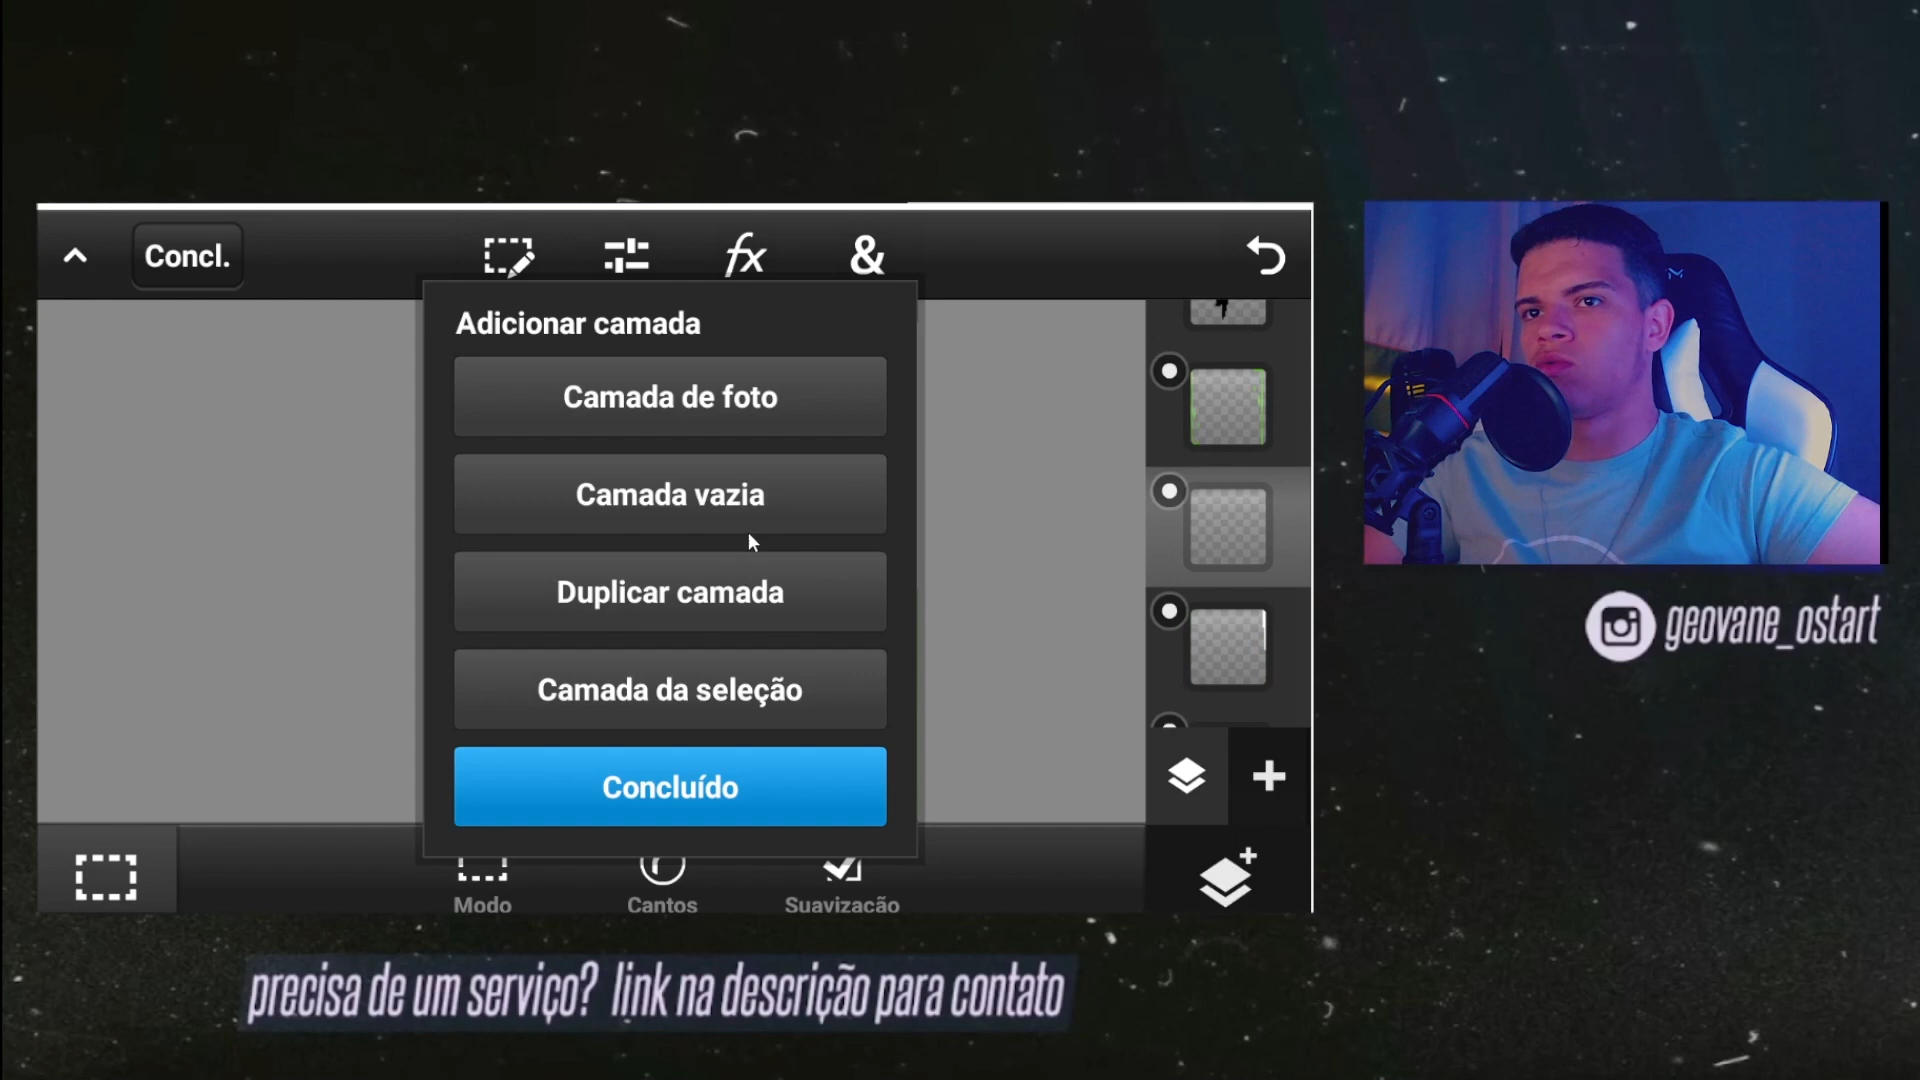 Concl.
fx
&
Adicionar camada
Camada de foto
Camada vazia
Duplicar camada
Camada da seleção
Concluído
Modo
Cantos
Suavização
geovane_ostart
precisa de um serviço? link na descrição para contato